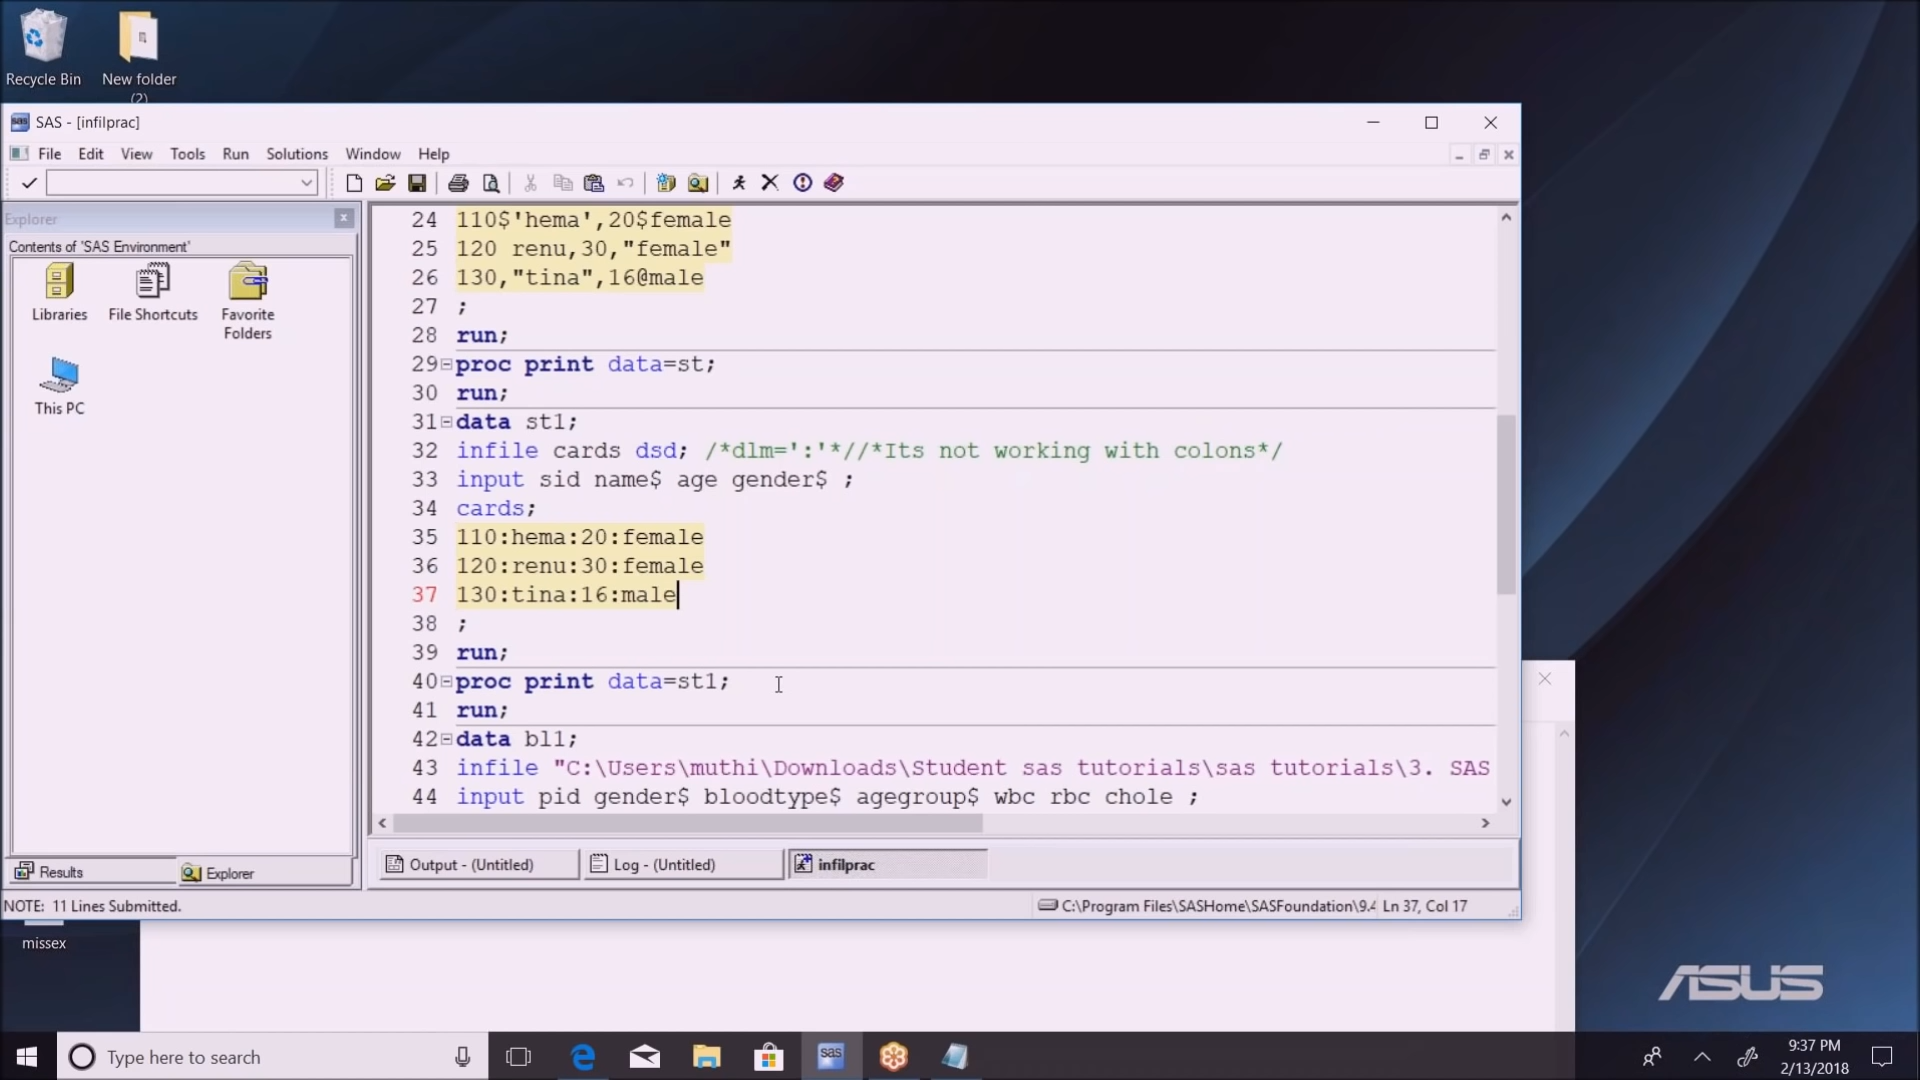 Recycle Bin
New folder
(2)
SAS - [infilprac]
File Edit View Tools Run Solutions Window Help
Explorer
Contents of 'SAS Environment'
Libraries
File Shortcuts
Favorite
Folders
This PC
24 110$'hema',20$female
25 120 renu,30,"female"
26 130,"tina",16@male
27 ;
28 run;
29 proc print data=st;
30 run;
31 data st1;
32 infile cards dsd; /*dlm=':'*//*Its not working with colons*/
33 input sid name$ age gender$ ;
34 cards;
35 110:hema:20:female
36 120:renu:30:female
37 130:tina:16:male
38 ;
39 run;
40 proc print data=st1;
41 run;
42 data bl1;
43 infile "C:\Users\muthi\Downloads\Student sas tutorials\sas tutorials\3. SAS
44 input pid gender$ bloodtype$ agegroup$ wbc rbc chole ;
Results
Explorer
Output - (Untitled)
Log - (Untitled)
infilprac
NOTE: 11 Lines Submitted.
C:\Program Files\SASHome\SASFoundation\9.4
Ln 37, Col 17
missex
ASUS
Type here to search
sas
9:37 PM
2/13/2018